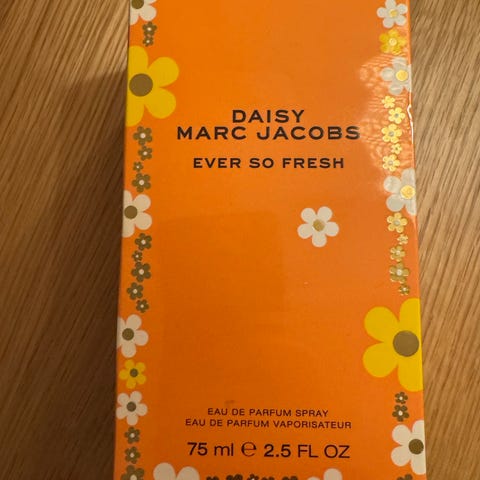 DAISY
MARC JACOBS
EVER SO FRESH
EAU DE PARFUM SPRAY
EAU DE PARFUM VAPORISATEUR
75 ml ℮ 2.5 FL OZ